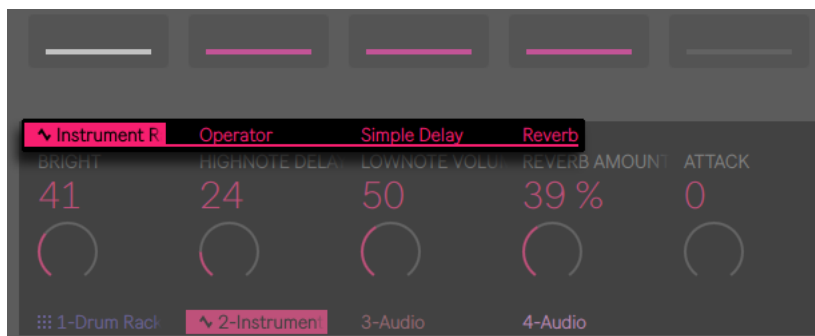 Instrument R Operator Simple Delay Reverb
BRIGHT HIGHNOTE DELA LOWNOTE VOLU REVERB AMOUNT ATTACK
41 24 50 39 % 0
1-Drum Rack 2-Instrument 3-Audio 4-Audio